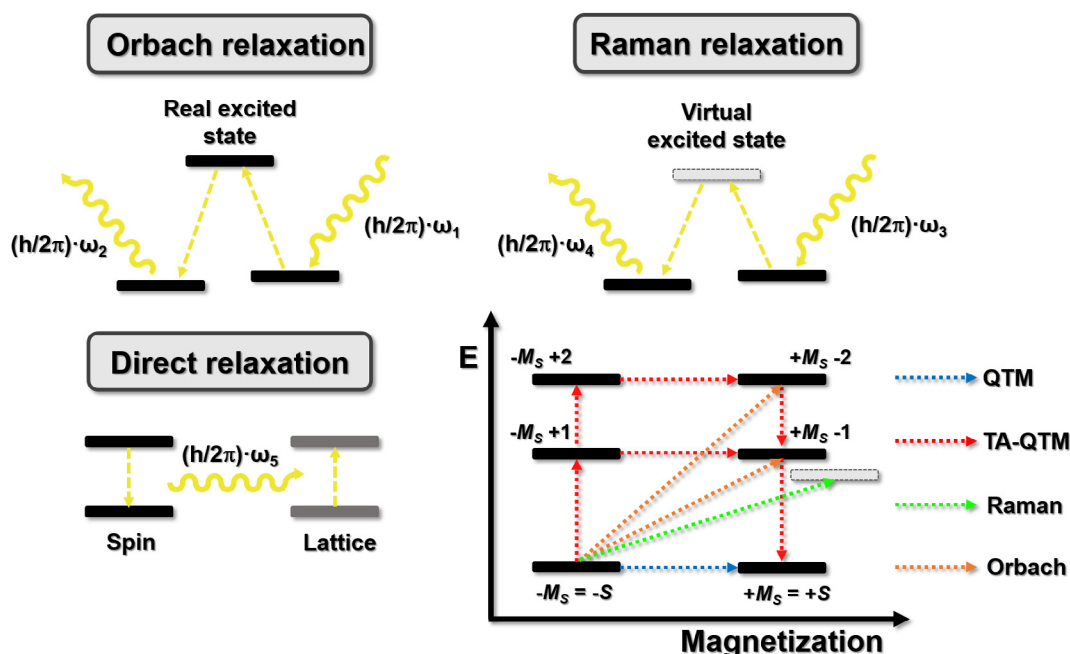 Orbach relaxation
Real excited
state
(h/2π)·ω2
(h/2π)·ω1
Raman relaxation
Virtual
excited state
(h/2π)·ω4
(h/2π)·ω3
Direct relaxation
(h/2π)·ω5
Spin
Lattice
E
-MS +2
+MS -2
-MS +1
+MS -1
-MS = -S
+MS = +S
Magnetization
QTM
TA-QTM
Raman
Orbach